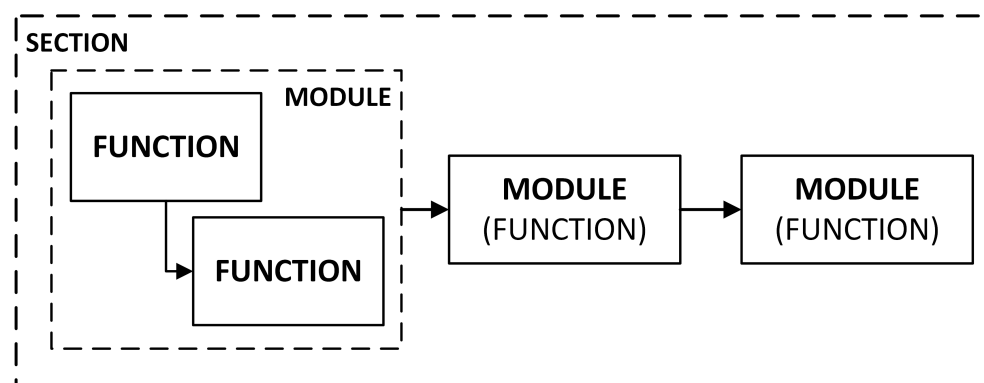 SECTION
MODULE
FUNCTION
FUNCTION
MODULE
(FUNCTION)
MODULE
(FUNCTION)